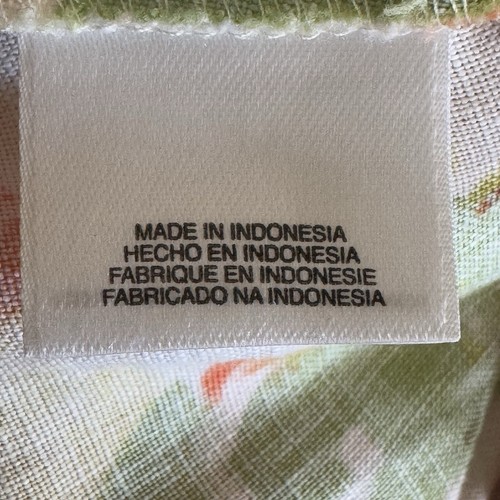 MADE IN INDONESIA
HECHO EN INDONESIA
FABRIQUE EN INDONESIE
FABRICADO NA INDONESIA